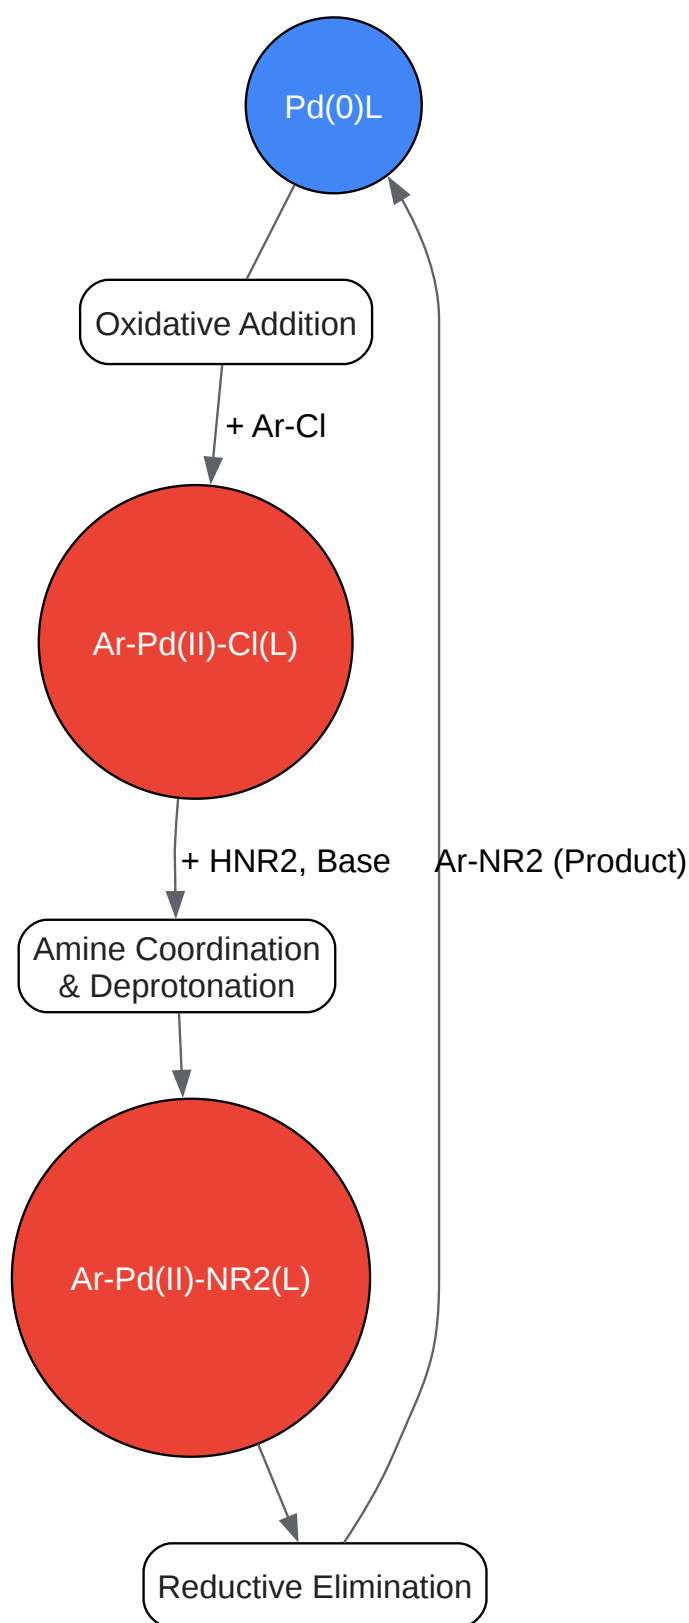 Pd(0)L
Oxidative Addition
+ Ar-Cl
Ar-Pd(II)-Cl(L)
+ HNR2, Base
Ar-NR2 (Product)
Amine Coordination
& Deprotonation
Ar-Pd(II)-NR2(L)
Reductive Elimination